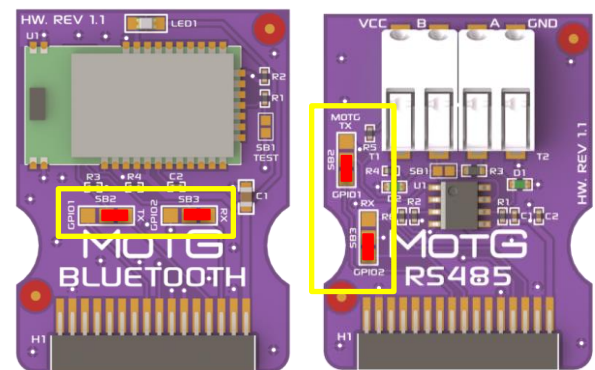 HW. REV 1.1
LED1
U1
R2
R1
SB1
TEST
R3 R4 C2
SB2 SB3
C1
GPIO1 TX GPIO2 RX
MOTG
BLUETOOTH
H1
VCC B A GND
MOTG
TX
R5
SB2
T1
T2
R4
SB1
R3
D1
U1
GPIO1
RX
R2
R1
C1
C2
SB3
GPIO2
MOTG
RS485
HW. REV 1.1
H1